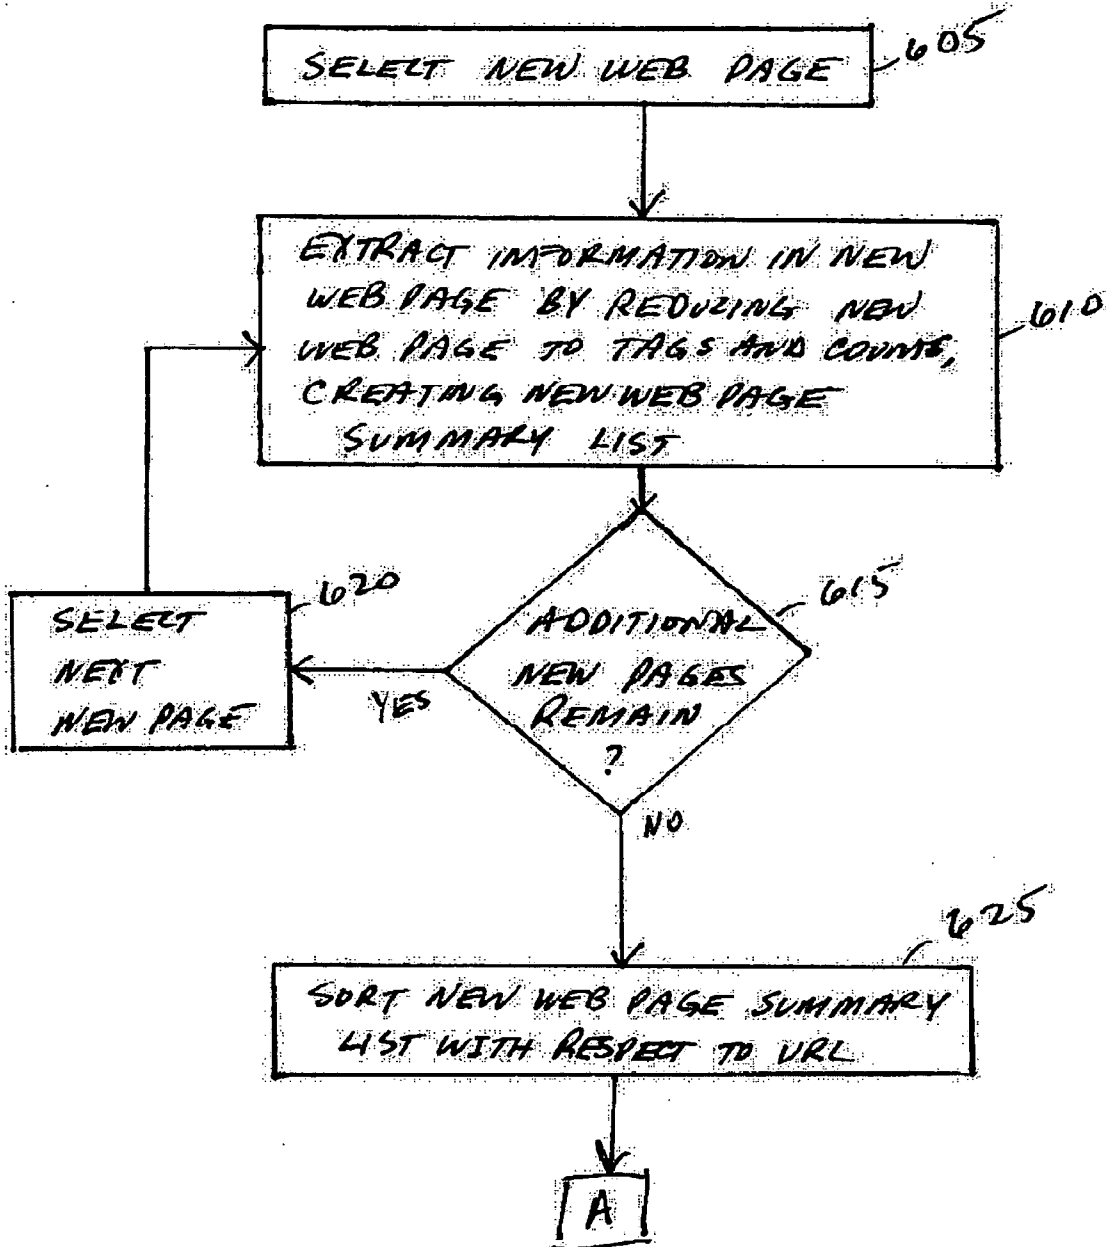 SELECT NEW WEB PAGE
605
EXTRACT INFORMATION IN NEW
WEB PAGE BY REDUCING NEW
WEB PAGE TO TAGS AND COUNTS,
CREATING NEW WEB PAGE
SUMMARY LIST
610
ADDITIONAL
NEW PAGES
REMAIN
?
615
YES
620
SELECT
NEXT
NEW PAGE
NO
625
SORT NEW WEB PAGE SUMMARY
LIST WITH RESPECT TO URL
A